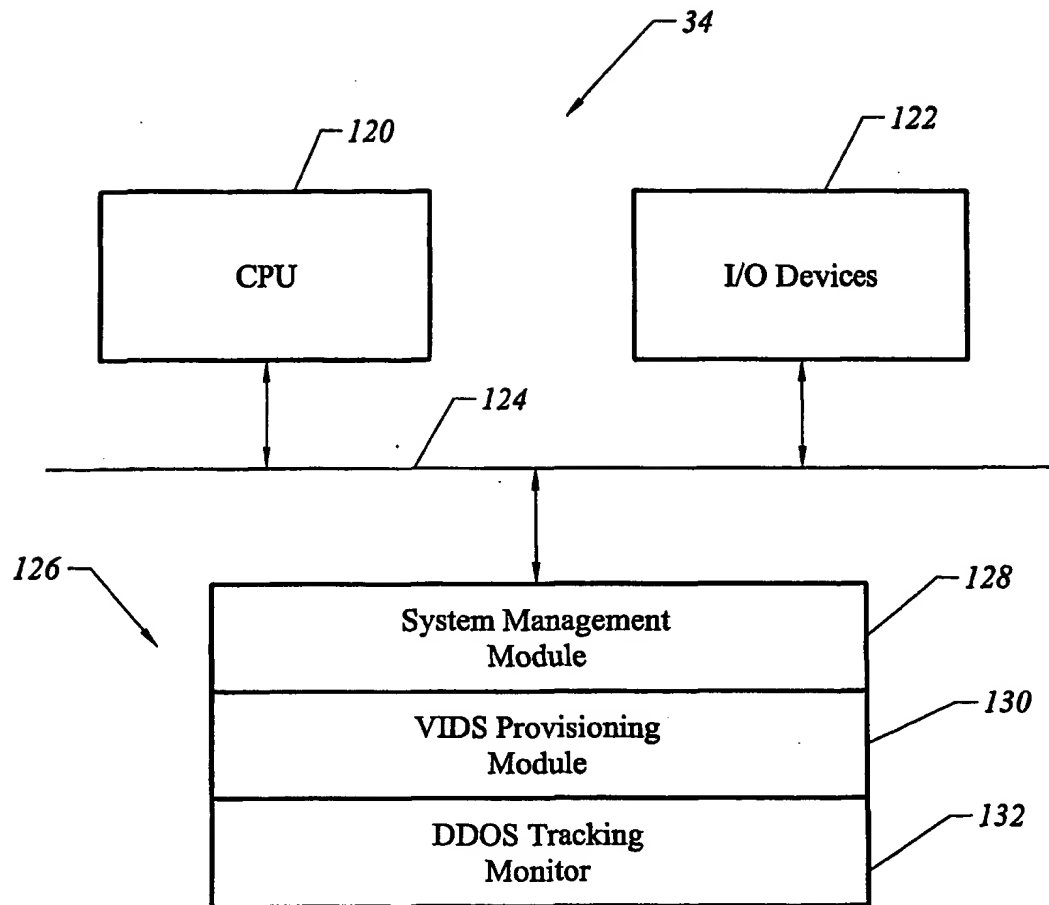 34
120
122
CPU
I/O Devices
124
126
128
System Management
Module
130
VIDS Provisioning
Module
132
DDOS Tracking
Monitor